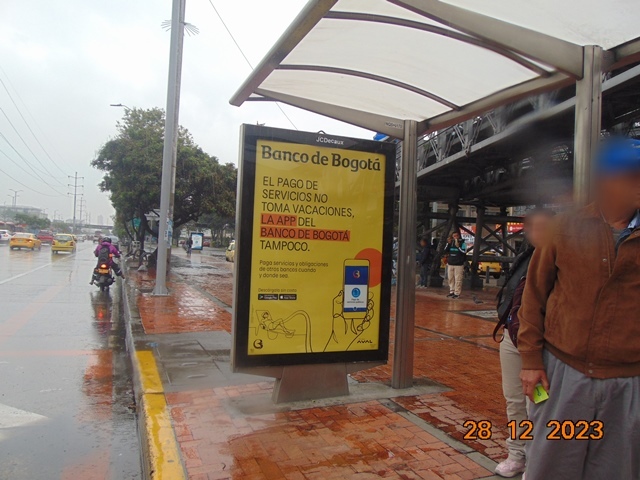 JCDecaux
Banco de Bogotá
EL PAGO DE
SERVICIOS NO
TOMA VACACIONES,
LA APP DEL
BANCO DE BOGOTÁ
TAMPOCO.
Paga servicios y obligaciones
de otros bancos cuando
y donde sea.
AVAL
28 12 2023